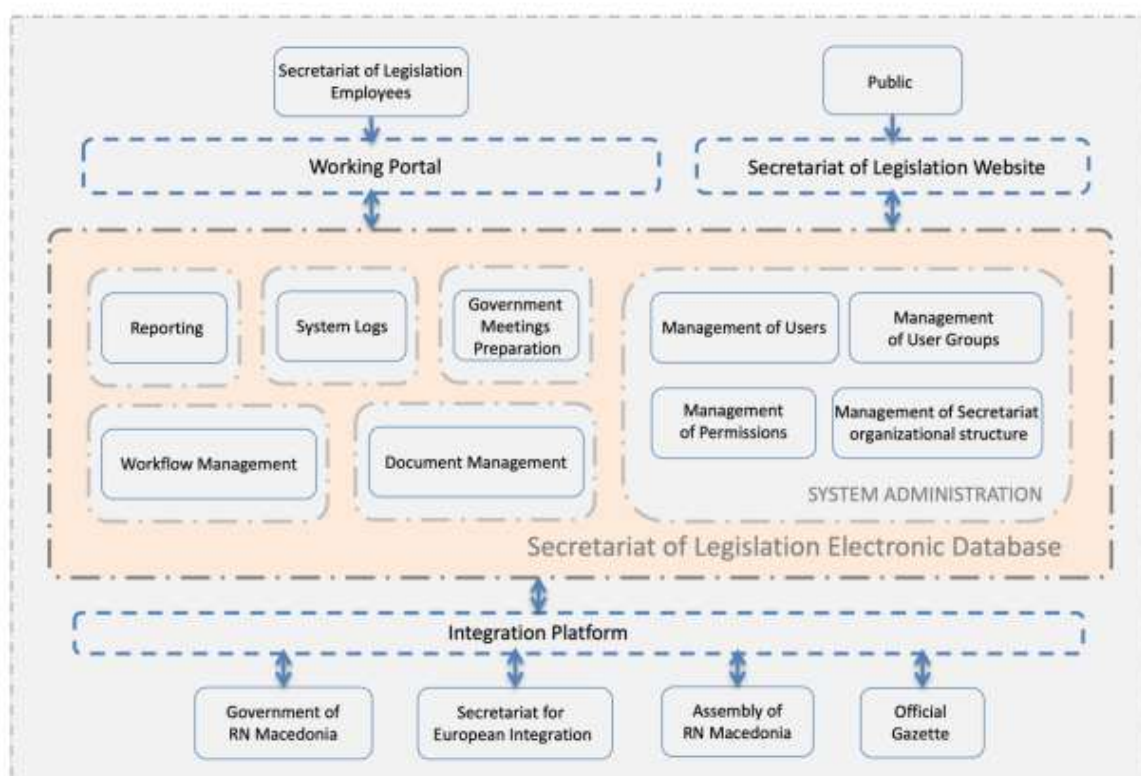 Secretariat of Legislation
Employees
Public
Working Portal
Secretariat of Legislation Website
Reporting
System Logs
Government
Meetings
Preparation
Management of Users
Management
of User Groups
Workflow Management
Document Management
Management
of Permissions
Management of Secretariat
organizational structure
SYSTEM ADMINISTRATION
Secretariat of Legislation Electronic Database
Integration Platform
Government of
RN Macedonia
Secretariat for
European Integration
Assembly of
RN Macedonia
Official
Gazette